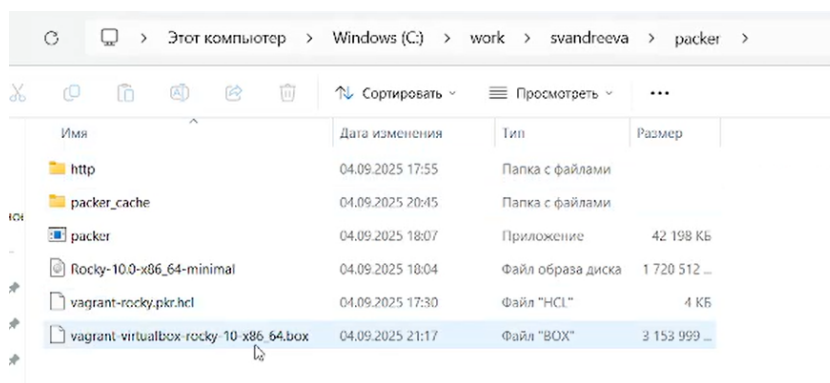 Этот компьютер > Windows (C:) > work > svandreeva > packer >
Сортировать Просмотреть ...
Имя Дата изменения Тип Размер
http 04.09.2025 17:55 Папка с файлами
packer_cache 04.09.2025 20:45 Папка с файлами
packer 04.09.2025 18:07 Приложение 42 198 КБ
Rocky-10.0-x86_64-minimal 04.09.2025 18:04 Файл образа диска 1 720 512 ...
vagrant-rocky.pkr.hcl 04.09.2025 17:30 Файл "HCL" 4 КБ
vagrant-virtualbox-rocky-10-x86_64.box 04.09.2025 21:17 Файл "BOX" 3 153 999 ...